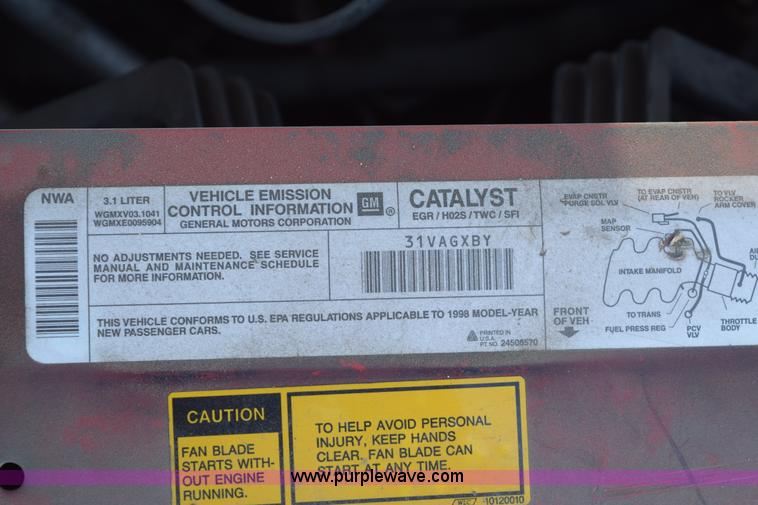 NWA
3.1 LITER
WGMXV03.1041
WGMXE0095904
VEHICLE EMISSION
CONTROL INFORMATION
GENERAL MOTORS CORPORATION
GM
®
CATALYST
EGR / H02S / TWC / SFI
NO ADJUSTMENTS NEEDED. SEE SERVICE
MANUAL AND MAINTENANCE SCHEDULE
FOR MORE INFORMATION.
31VAGXBY
THIS VEHICLE CONFORMS TO U.S. EPA REGULATIONS APPLICABLE TO 1998 MODEL-YEAR
NEW PASSENGER CARS.
PRINTED IN
U.S.A.
PT. NO. 24508570
EVAP CNSTR
PURGE SOL VLV
TO EVAP CNSTR
(AT REAR OF VEH)
TO VLV
ROCKER
ARM COVER
MAP
SENSOR
INTAKE MANIFOLD
AIR
FRONT
OF VEH
TO TRANS
FUEL PRESS REG
PCV
VLV
THROTTLE
BODY
CAUTION
FAN BLADE
STARTS WITH-
OUT ENGINE
RUNNING.
TO HELP AVOID PERSONAL
INJURY, KEEP HANDS
CLEAR. FAN BLADE CAN
START AT ANY TIME.
10120010
www.purplewave.com